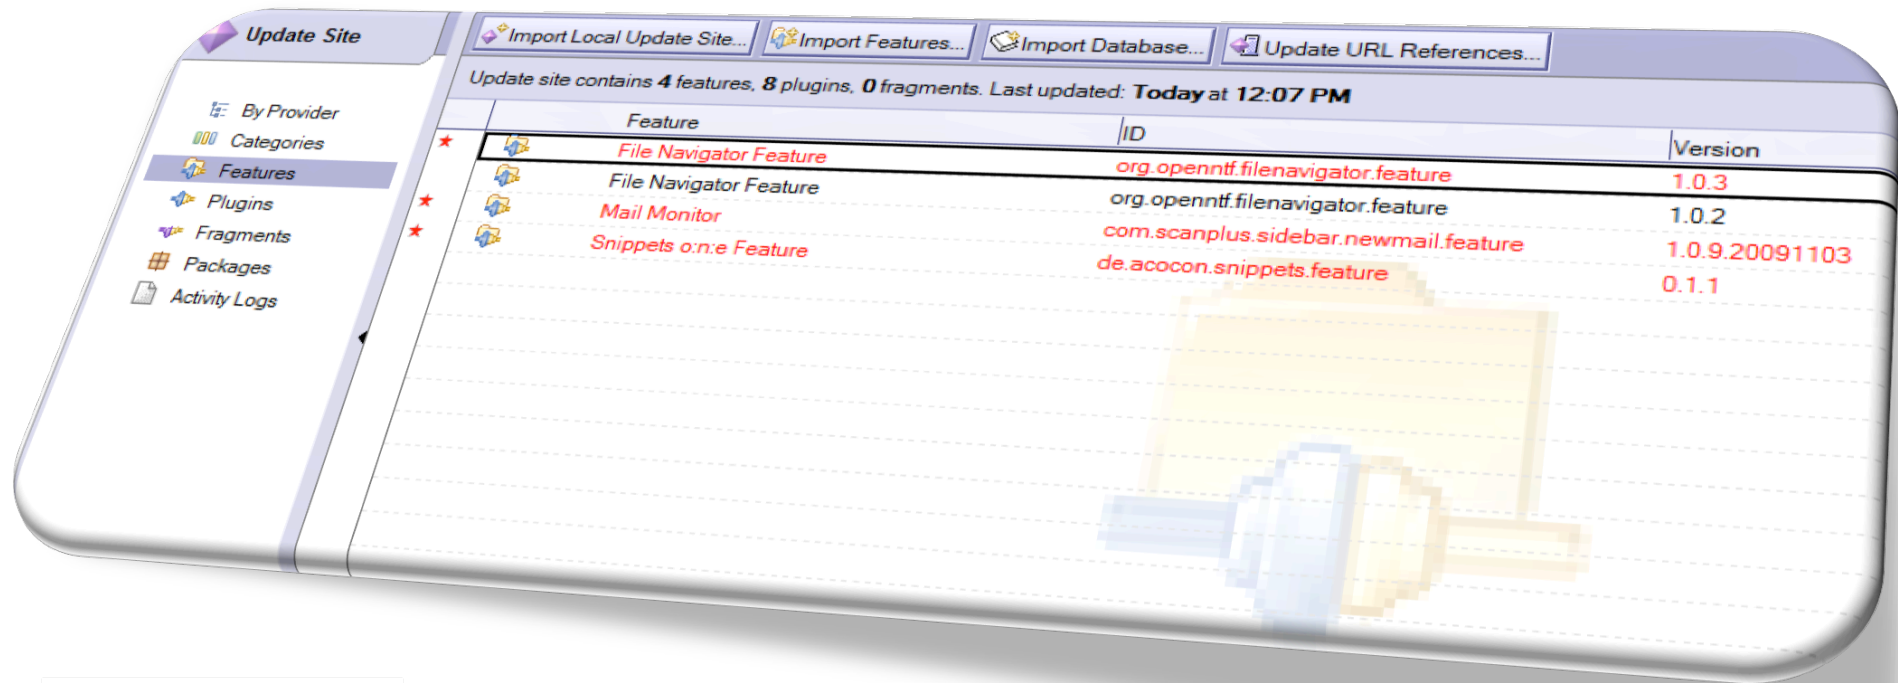 Update Site
Import Local Update Site... Import Features... Import Database... Update URL References...
Update site contains 4 features, 8 plugins, 0 fragments. Last updated: Today at 12:07 PM
By Provider
Categories
Features
Plugins
Fragments
Packages
Activity Logs
Feature ID Version
File Navigator Feature org.openntf.filenavigator.feature 1.0.3
File Navigator Feature org.openntf.filenavigator.feature 1.0.2
Mail Monitor com.scanplus.sidebar.newmail.feature 1.0.9.20091103
Snippets o:n:e Feature de.acocon.snippets.feature 0.1.1